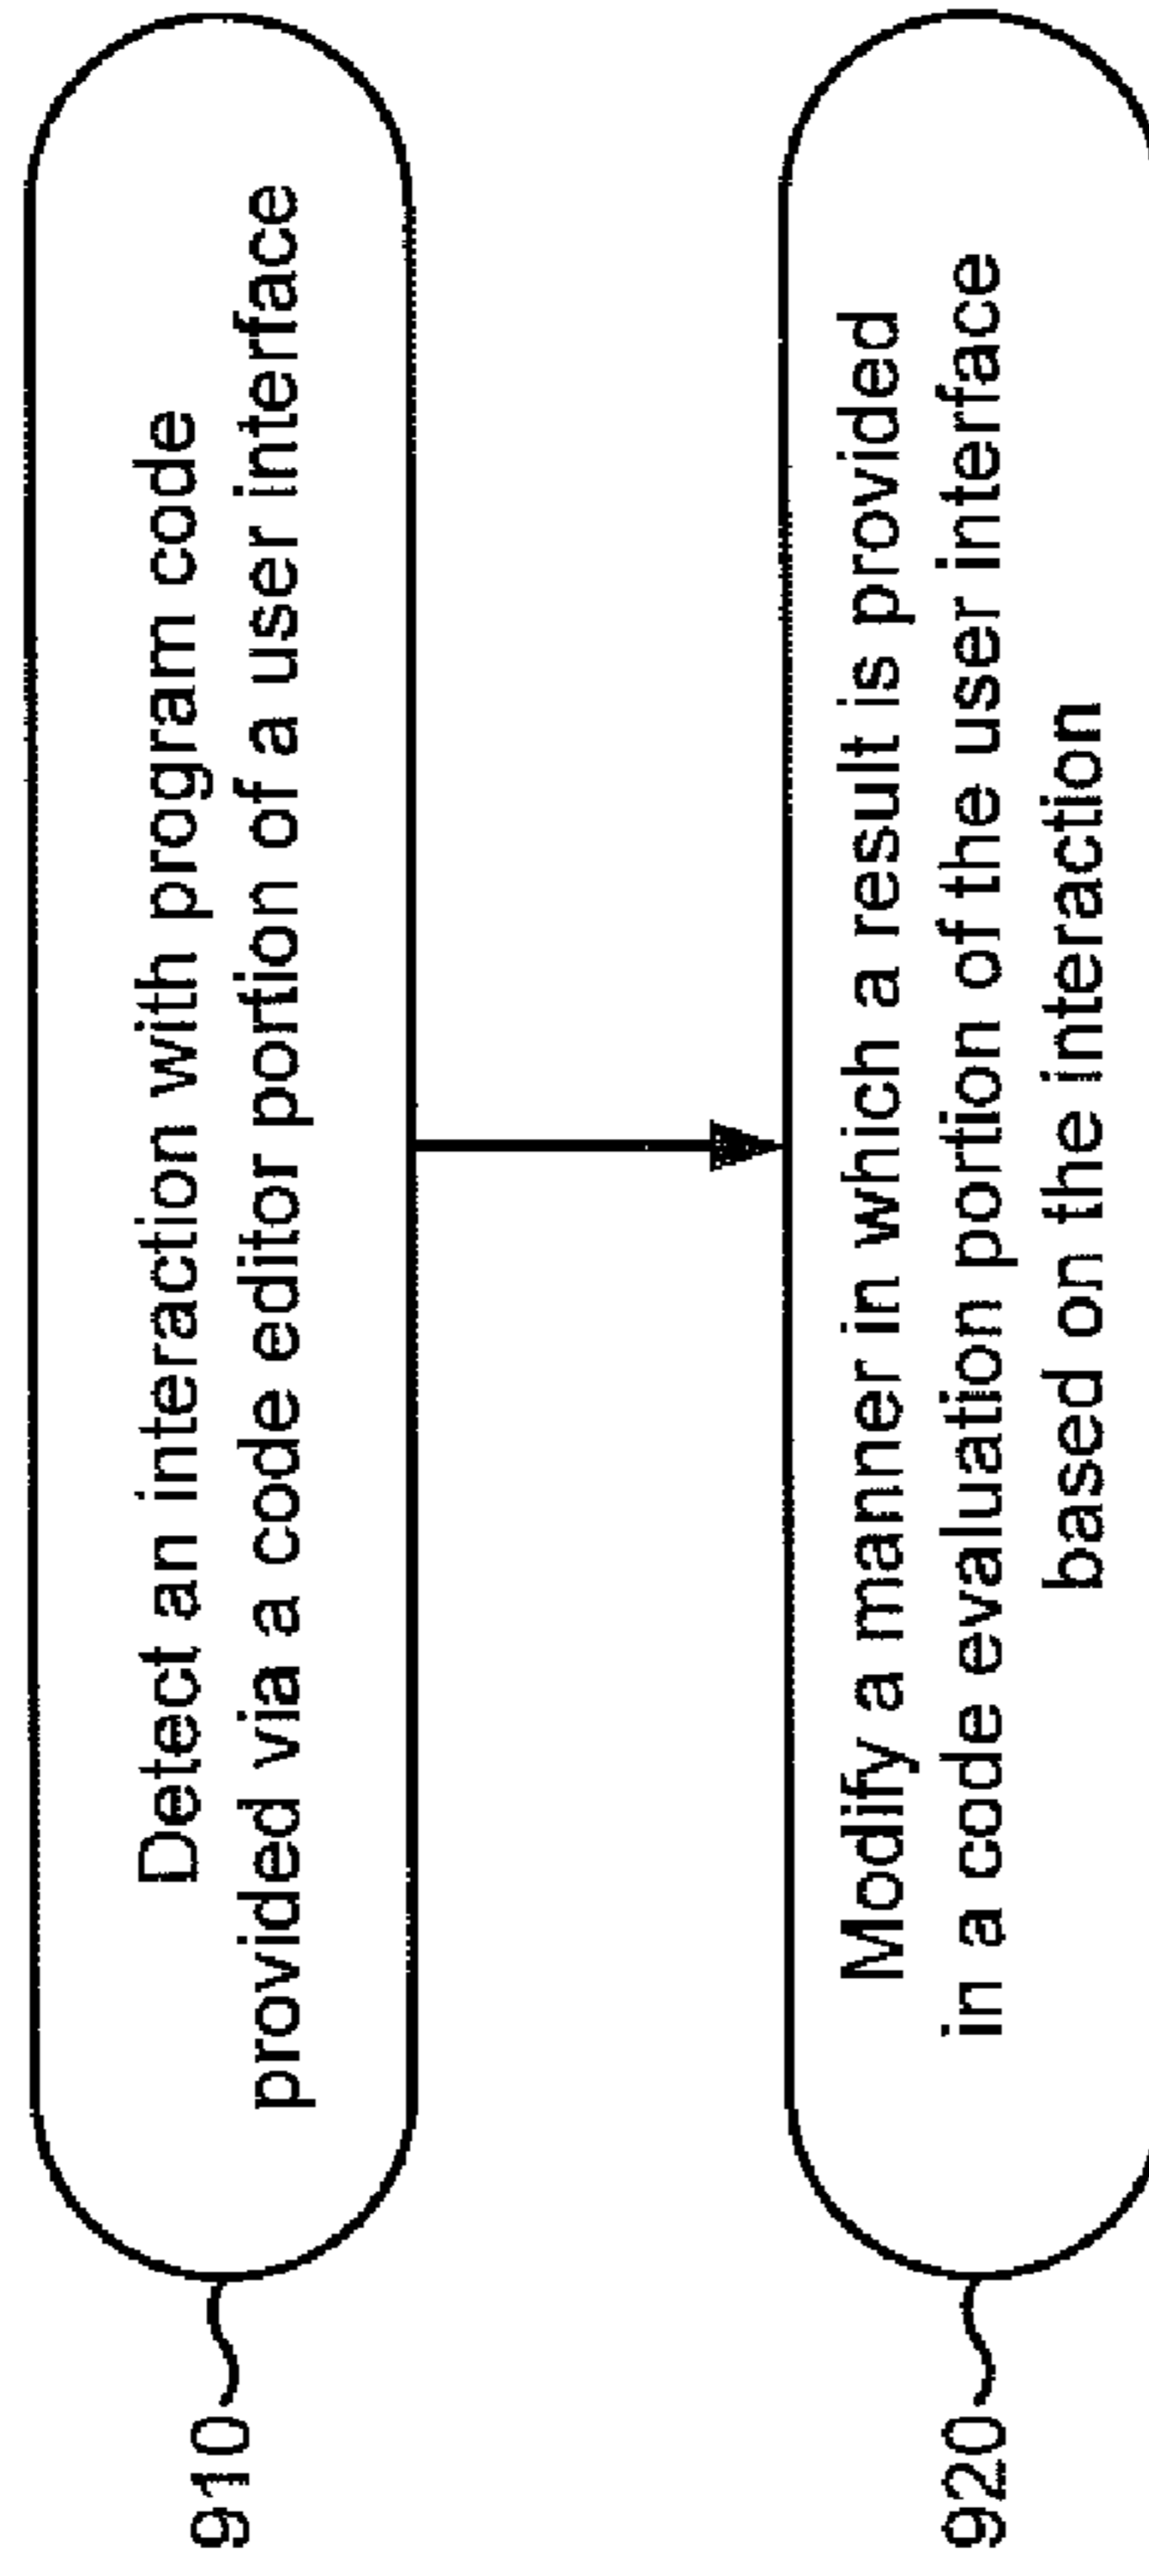 910
Detect an interaction with program code
provided via a code editor portion of a user interface
920
Modify a manner in which a result is provided
in a code evaluation portion of the user interface
based on the interaction